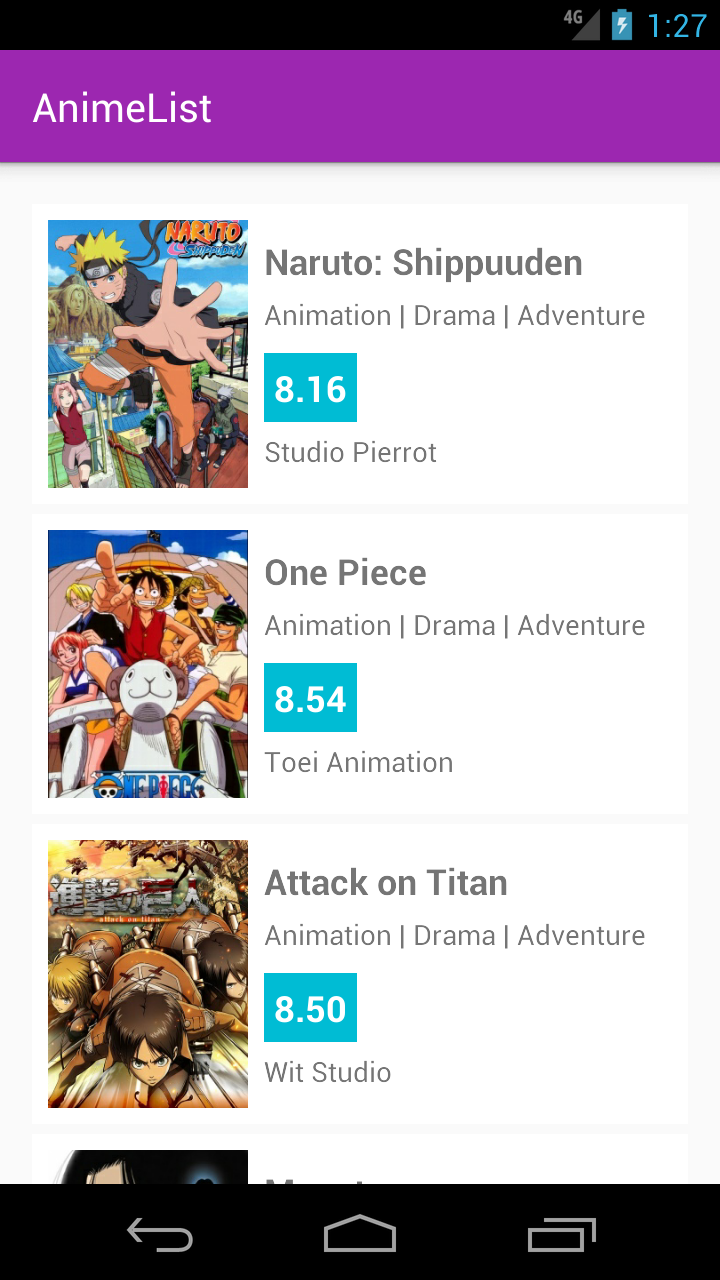 4G 1:27
AnimeList
NARUTO
SHIPPUDEN
Naruto: Shippuuden
Animation | Drama | Adventure
8.16
Studio Pierrot
One Piece
Animation | Drama | Adventure
8.54
Toei Animation
ONE PIECE
進撃の巨人
attack on titan
Attack on Titan
Animation | Drama | Adventure
8.50
Wit Studio